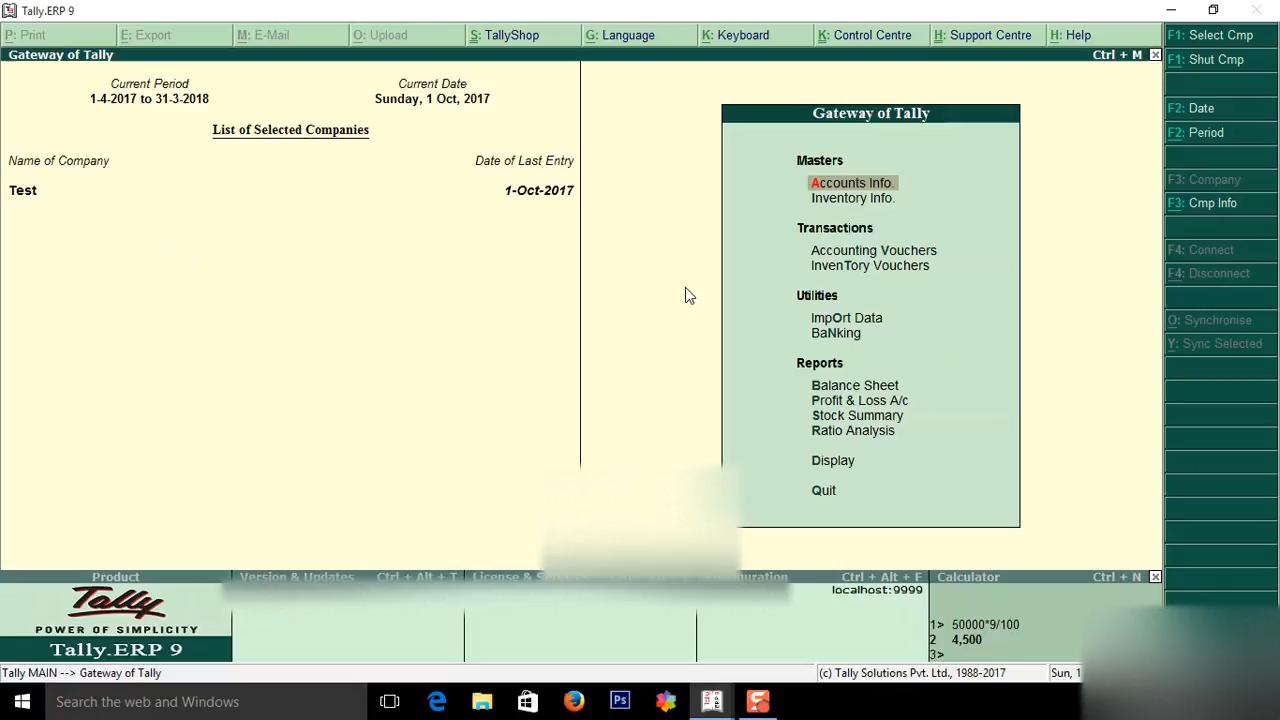 Tally.ERP 9
P: Print
E: Export
M: E-Mail
O: Upload
S: TallyShop
G: Language
K: Keyboard
K: Control Centre
H: Support Centre
H: Help
F1: Select Cmp
F1: Shut Cmp
F2: Date
F2: Period
F3: Company
F3: Cmp Info
F4: Connect
F4: Disconnect
O: Synchronise
Y: Sync Selected
Gateway of Tally
Ctrl + M
Current Period
1-4-2017 to 31-3-2018
Current Date
Sunday, 1 Oct, 2017
List of Selected Companies
Name of Company
Date of Last Entry
Test
1-Oct-2017
Gateway of Tally
Masters
Accounts Info.
Inventory Info.
Transactions
Accounting Vouchers
InvenTory Vouchers
Utilities
ImpOrt Data
BaNking
Reports
Balance Sheet
Profit & Loss A/c
Stock Summary
Ratio Analysis
Display
Quit
Product
Version & Updates
Ctrl + Alt + T
Ctrl + Alt + F
Calculator
Ctrl + N
Tally
POWER OF SIMPLICITY
Tally.ERP 9
localhost:9999
1> 50000*9/100
2 4,500
3>
Tally MAIN --> Gateway of Tally
(c) Tally Solutions Pvt. Ltd., 1988-2017
Sun, 1
Search the web and Windows
Ps